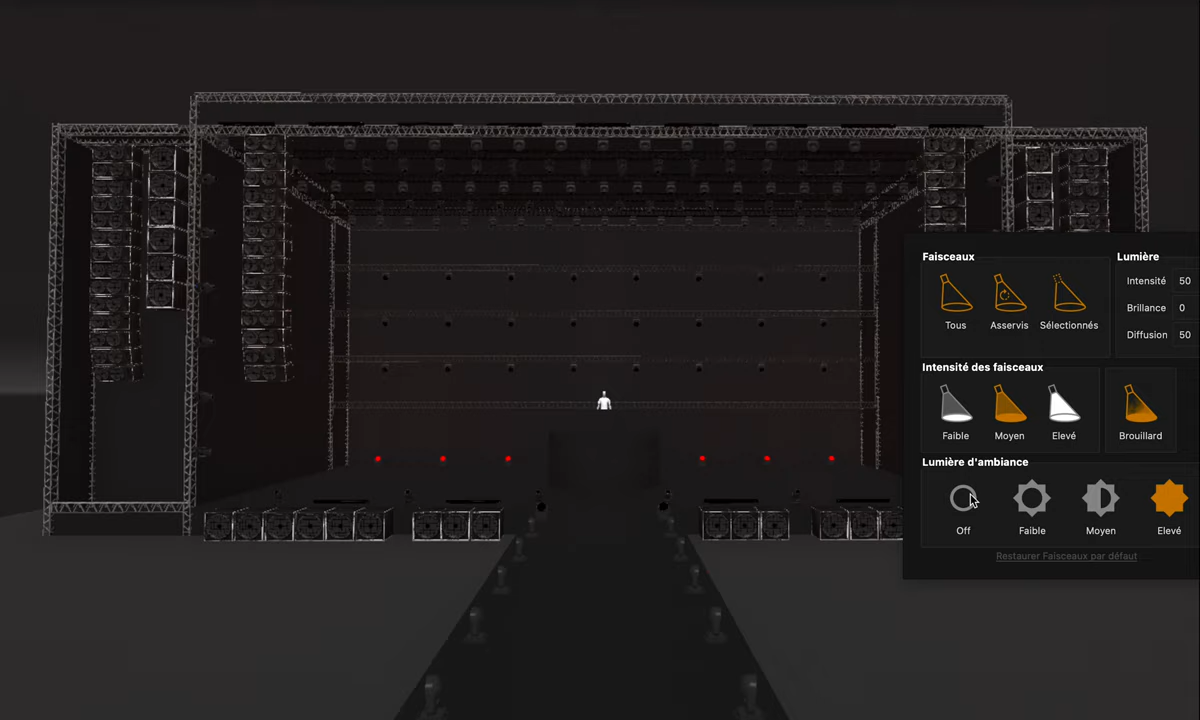 Faisceaux
Lumière
Intensité 50
Brillance 0
Diffusion 50
Tous
Asservis
Sélectionnés
Intensité des faisceaux
Faible
Moyen
Elevé
Brouillard
Lumière d'ambiance
Off
Faible
Moyen
Elevé
Restaurer Faisceaux par défaut